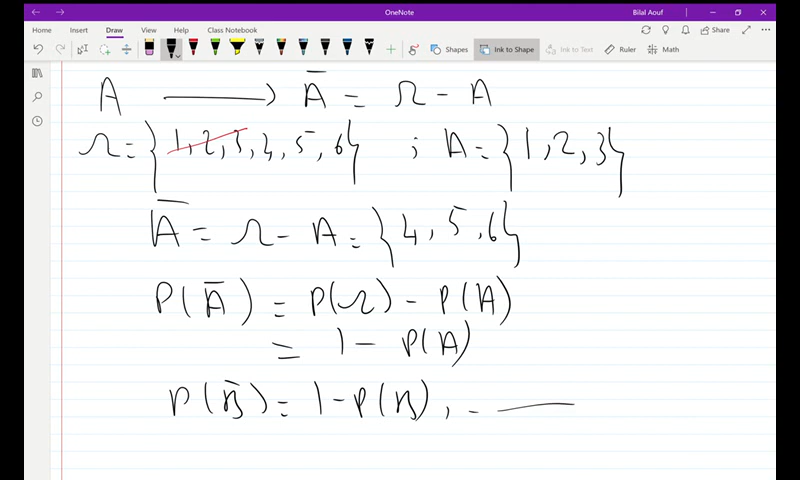 OneNote
Bilal Aouf
Home Insert Draw View Help Class Notebook
Share
Shapes Ink to Shape Ink to Text Ruler Math
A ⟶ A̅ = Ω - A
Ω = {1, 2, 3, 4, 5, 6} ; A = {1, 2, 3}
A̅ = Ω - A = {4, 5, 6}
P(A̅) = P(Ω) - P(A)
= 1 - P(A)
P(B̅) = 1 - P(B), - —